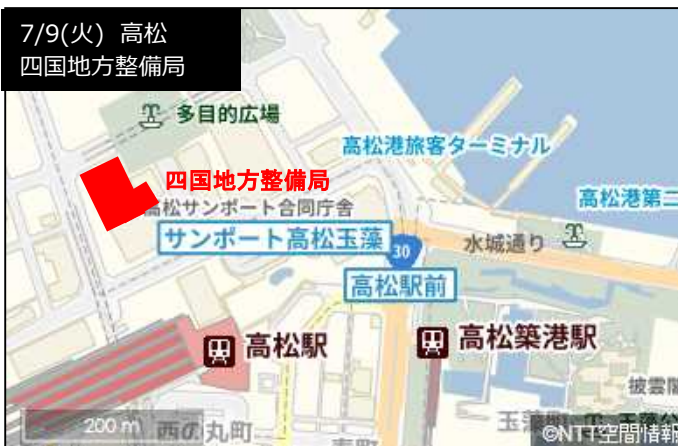 7/9(火) 高松
四国地方整備局
多目的広場
高松港旅客ターミナル
四国地方整備局
高松港第二
高松サンポート合同庁舎
サンポート高松玉藻
30
水城通り
高松駅前
高松駅
高松築港駅
披雲閣
200 m
西の丸町
©NTT空間情報